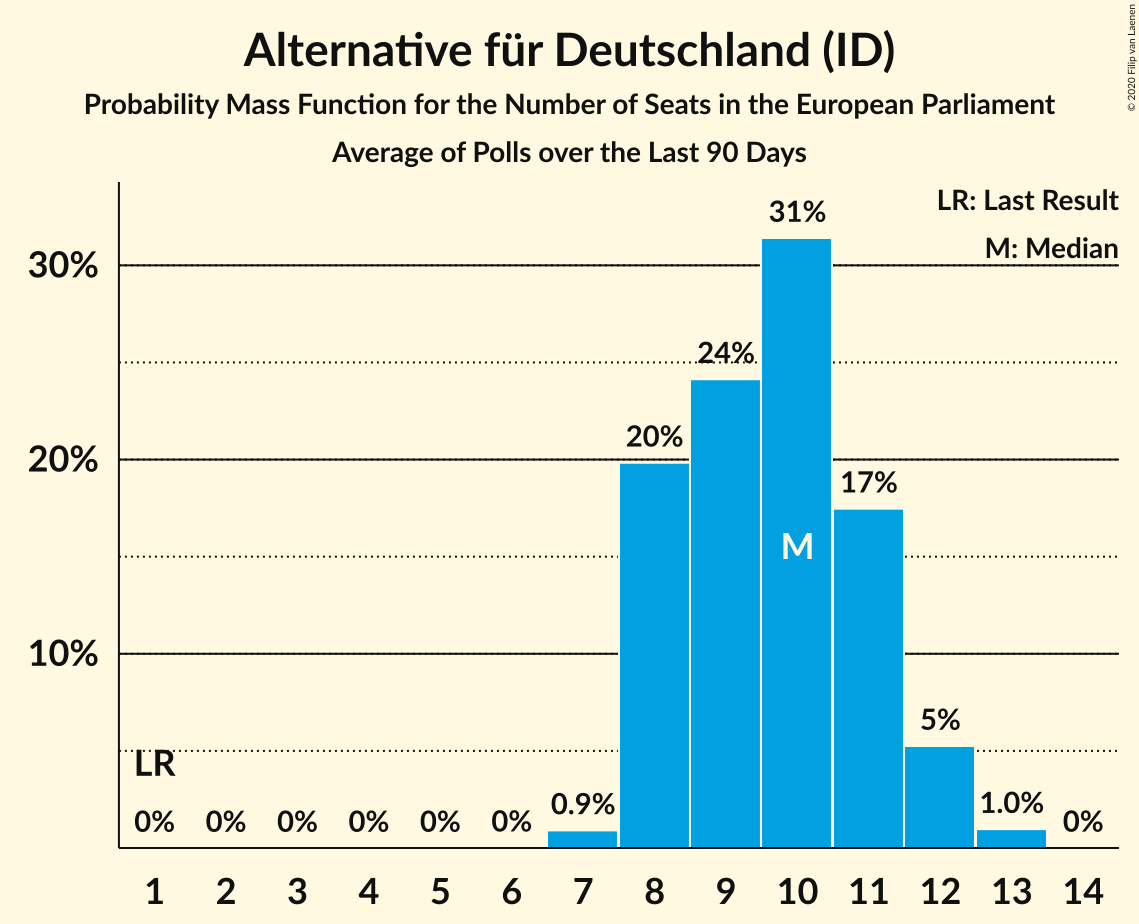 Alternative für Deutschland (ID)
Probability Mass Function for the Number of Seats in the European Parliament
Average of Polls over the Last 90 Days
© 2020 Filip van Laenen
LR: Last Result
M: Median
30%
20%
10%
31%
24%
20%
17%
M
5%
LR
0%
0%
0%
0%
0%
0%
0.9%
1.0%
0%
1 2 3 4 5 6 7 8 9 10 11 12 13 14